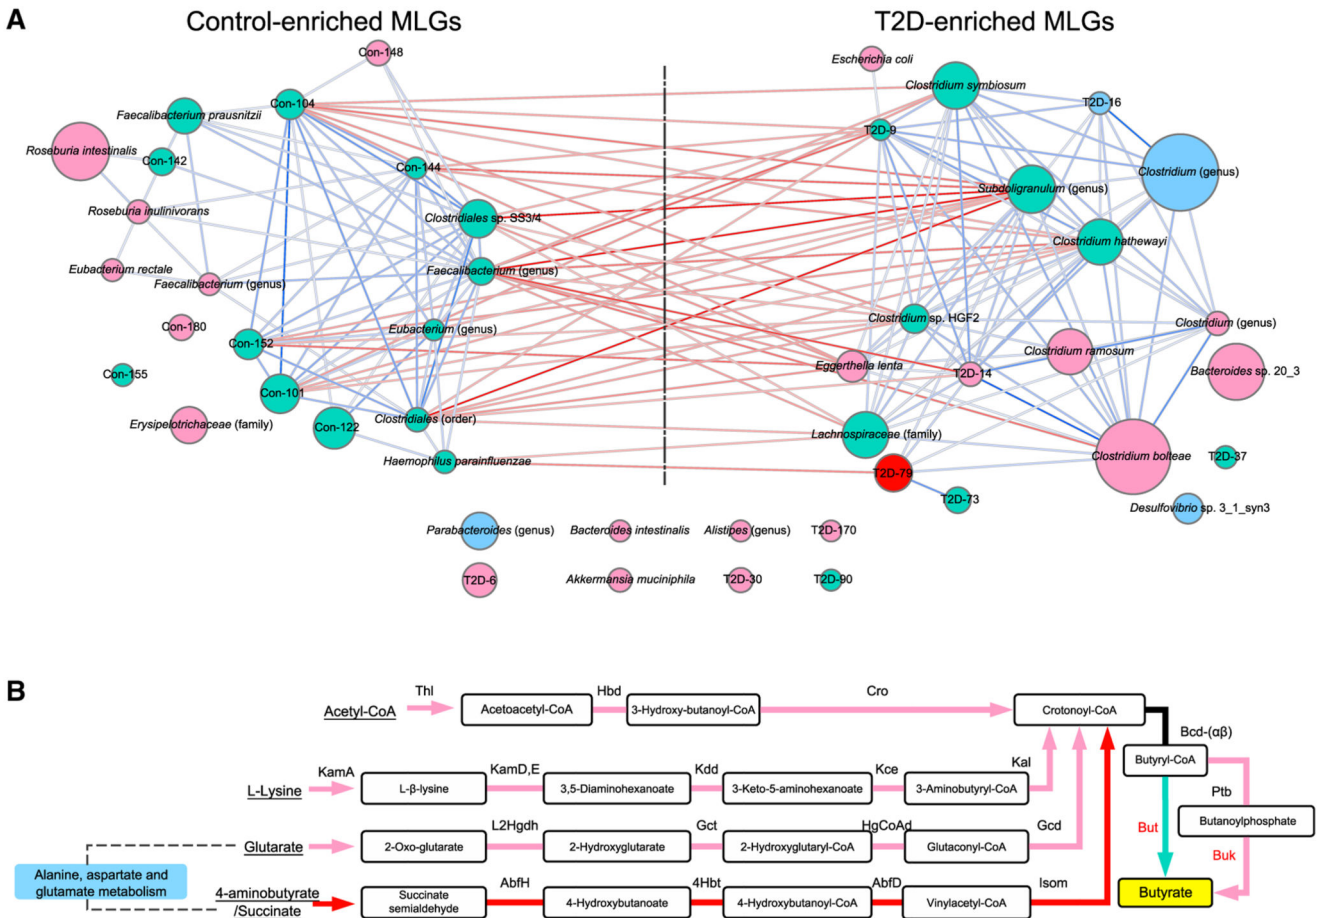 A
Control-enriched MLGs
T2D-enriched MLGs
Con-148
Escherichia coli
Clostridium symbiosum
Con-104
T2D-16
Faecalibacterium prausnitzii
T2D-9
Roseburia intestinalis
Con-142
Con-144
Clostridium (genus)
Subdoligranulum (genus)
Roseburia inulinivorans
Clostridiales sp. SS3/4
Clostridium hathewayi
Eubacterium rectale
Faecalibacterium (genus)
Faecalibacterium (genus)
Con-180
Eubacterium (genus)
Clostridium sp. HGF2
Clostridium (genus)
Con-152
Clostridium ramosum
Con-155
Eggerthella lenta
T2D-14
Bacteroides sp. 20_3
Con-101
Erysipelotrichaceae (family)
Con-122
Clostridiales (order)
Lachnospiraceae (family)
Haemophilus parainfluenzae
Clostridium bolteae
T2D-37
T2D-79
T2D-73
Desulfovibrio sp. 3_1_syn3
Parabacteroides (genus)
Bacteroides intestinalis
Alistipes (genus)
T2D-170
T2D-6
Akkermansia muciniphila
T2D-30
T2D-90
B
Acetyl-CoA
Thl
Acetoacetyl-CoA
Hbd
3-Hydroxy-butanoyl-CoA
Cro
Crotonoyl-CoA
Bcd-(αβ)
Butyryl-CoA
L-Lysine
KamA
L-β-lysine
KamD,E
3,5-Diaminohexanoate
Kdd
3-Keto-5-aminohexanoate
Kce
3-Aminobutyryl-CoA
Kal
Ptb
Butanoylphosphate
But
Buk
Glutarate
2-Oxo-glutarate
L2Hgdh
2-Hydroxyglutarate
Gct
2-Hydroxyglutaryl-CoA
HgCoAd
Glutaconyl-CoA
Gcd
Alanine, aspartate and
glutamate metabolism
4-aminobutyrate
/Succinate
Succinate
semialdehyde
AbfH
4-Hydroxybutanoate
4Hbt
4-Hydroxybutanoyl-CoA
AbfD
Vinylacetyl-CoA
Isom
Butyrate